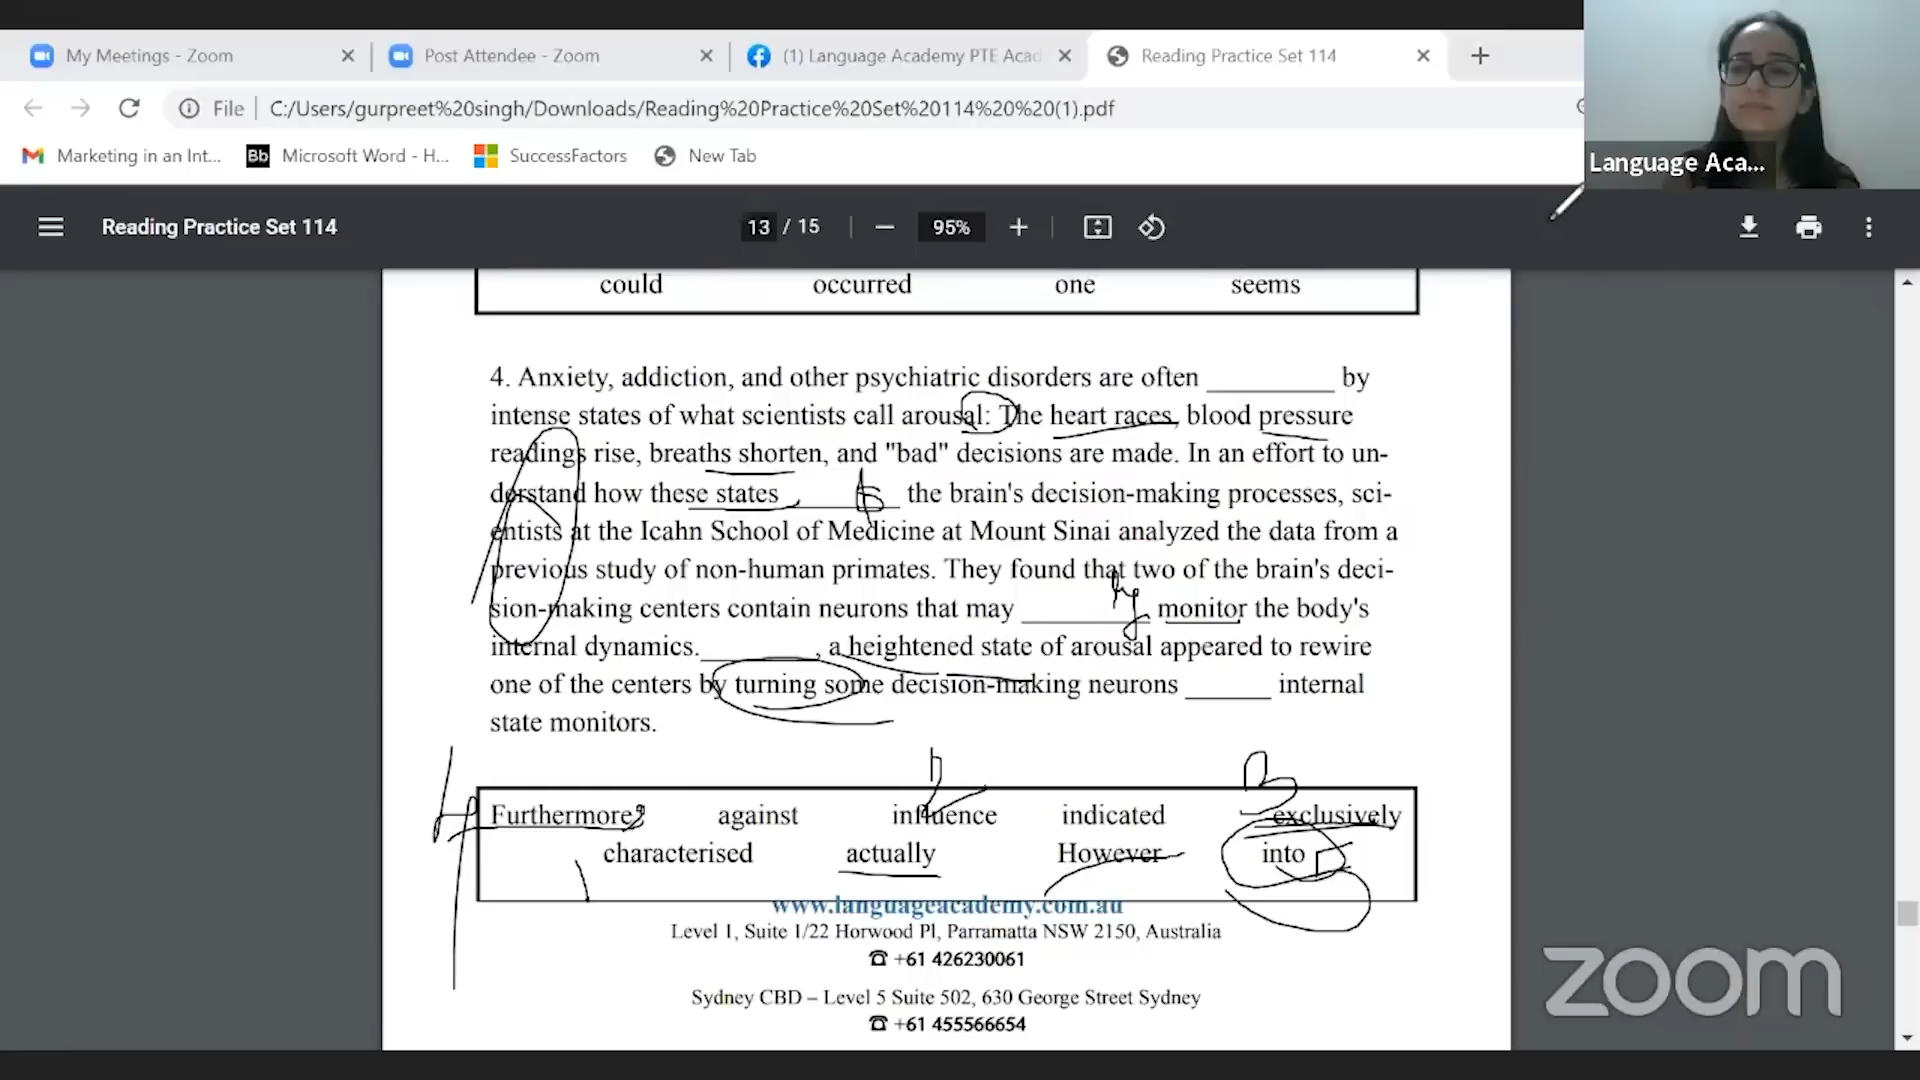 My Meetings - Zoom
Post Attendee - Zoom
(1) Language Academy PTE Acad
Reading Practice Set 114
File
C:/Users/gurpreet%20singh/Downloads/Reading%20Practice%20Set%20114%20%20(1).pdf
Marketing in an Int...
Bb Microsoft Word - H...
SuccessFactors
New Tab
Language Aca...
Reading Practice Set 114
13 / 15
95%
could occurred one seems
4. Anxiety, addiction, and other psychiatric disorders are often _________ by
intense states of what scientists call arousal: The heart races, blood pressure
readings rise, breaths shorten, and "bad" decisions are made. In an effort to un-
derstand how these states ________ the brain's decision-making processes, sci-
entists at the Icahn School of Medicine at Mount Sinai analyzed the data from a
previous study of non-human primates. They found that two of the brain's deci-
sion-making centers contain neurons that may _________ monitor the body's
internal dynamics.________, a heightened state of arousal appeared to rewire
one of the centers by turning some decision-making neurons ______ internal
state monitors.
Furthermore against influence indicated exclusively
characterised actually However into
www.languageacademy.com.au
Level 1, Suite 1/22 Horwood Pl, Parramatta NSW 2150, Australia
☎ +61 426230061
Sydney CBD – Level 5 Suite 502, 630 George Street Sydney
☎ +61 455566654
zoom